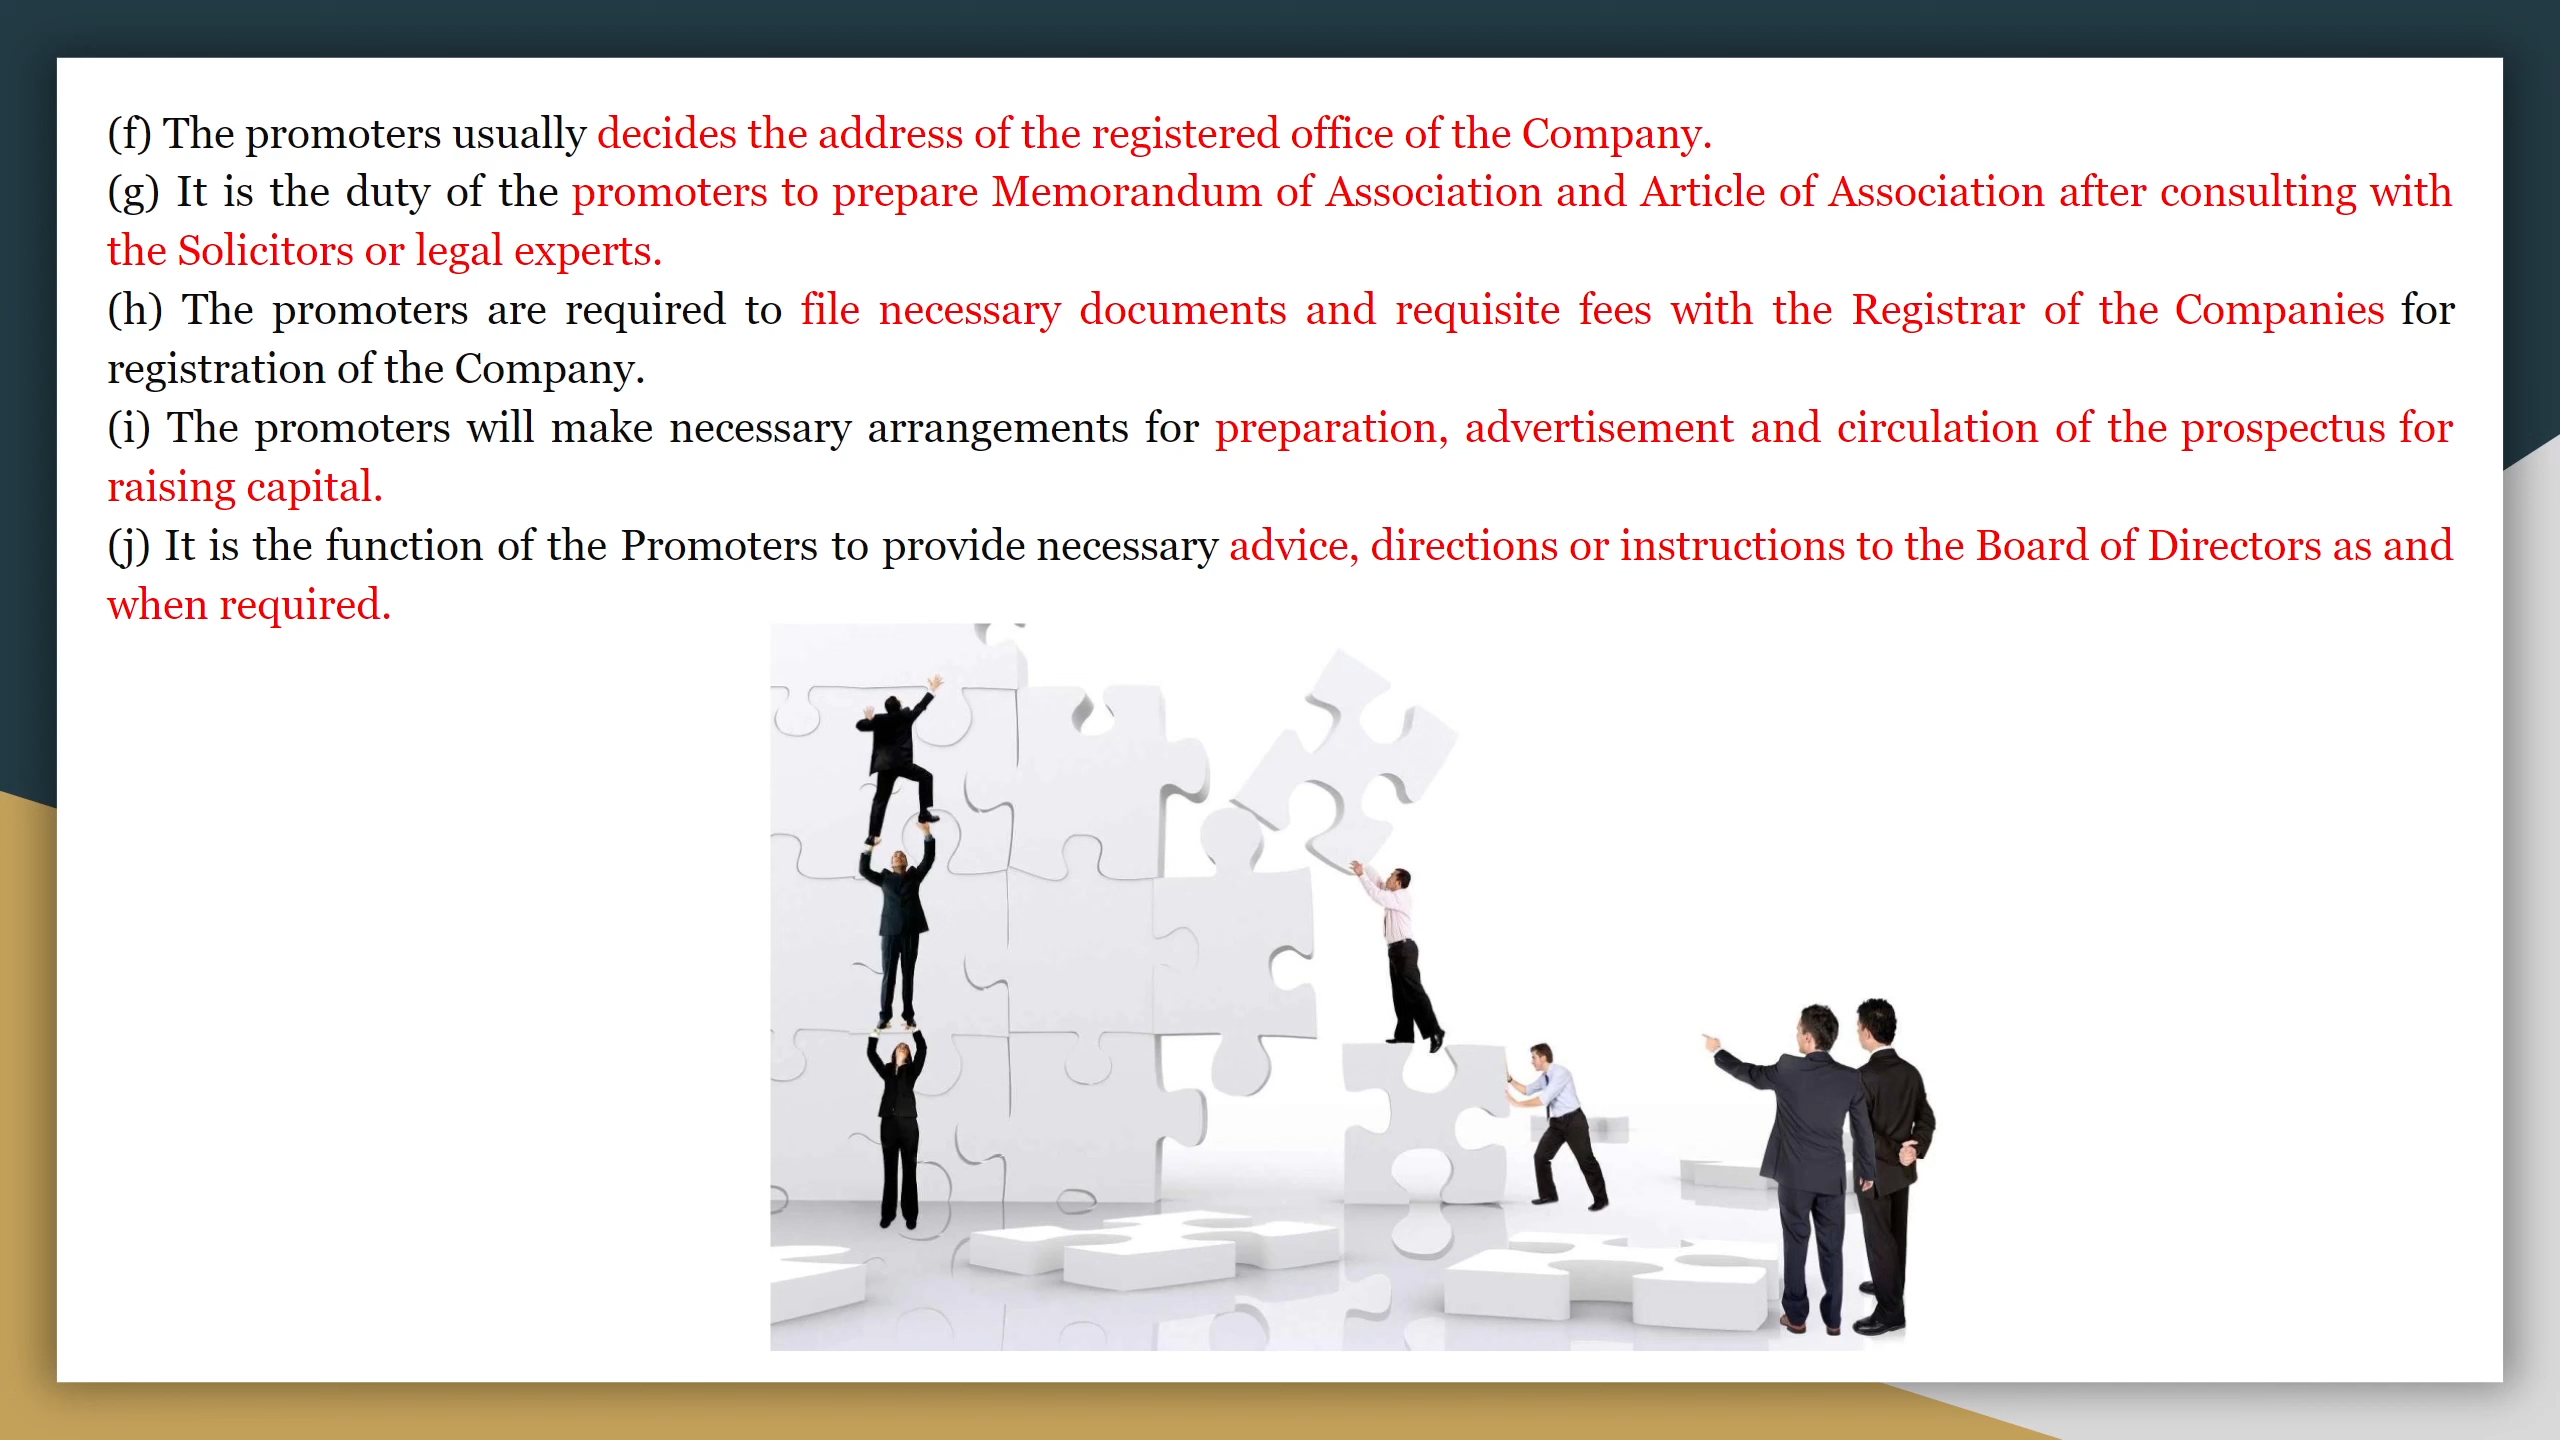 (f) The promoters usually decides the address of the registered office of the Company.
(g) It is the duty of the promoters to prepare Memorandum of Association and Article of Association after consulting with
the Solicitors or legal experts.
(h) The promoters are required to file necessary documents and requisite fees with the Registrar of the Companies for
registration of the Company.
(i) The promoters will make necessary arrangements for preparation, advertisement and circulation of the prospectus for
raising capital.
(j) It is the function of the Promoters to provide necessary advice, directions or instructions to the Board of Directors as and
when required.